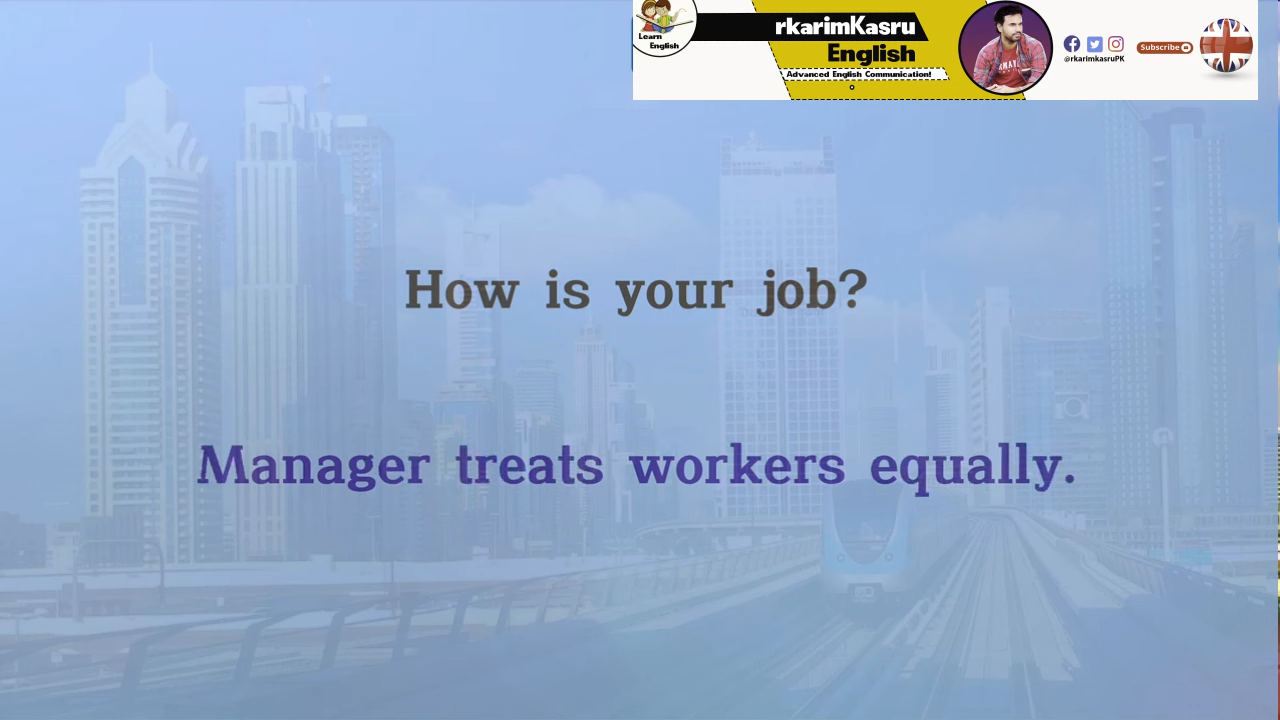 Learn
English
rkarimKasru
English
Advanced English Communication!
@rkarimkasruPK
Subscribe
How is your job?
Manager treats workers equally.